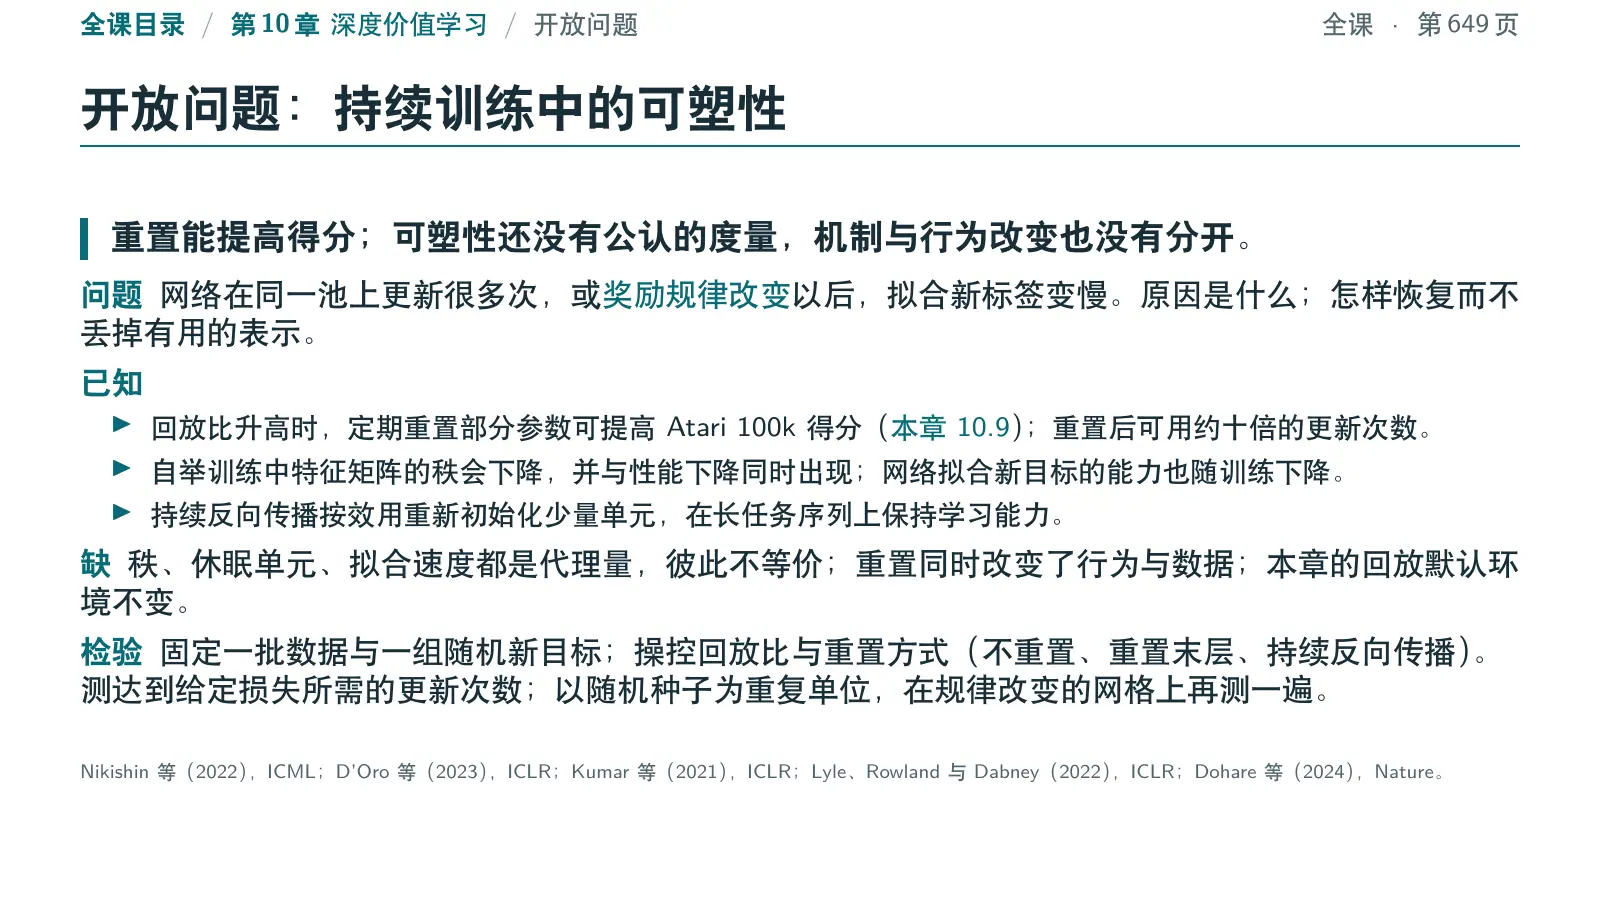 全课目录 / 第 10 章 深度价值学习 / 开放问题
全课 · 第 649 页
开放问题：持续训练中的可塑性
重置能提高得分；可塑性还没有公认的度量，机制与行为改变也没有分开。
问题 网络在同一池上更新很多次，或奖励规律改变以后，拟合新标签变慢。原因是什么；怎样恢复而不
丢掉有用的表示。
已知
▶ 回放比升高时，定期重置部分参数可提高 Atari 100k 得分（本章 10.9）；重置后可用约十倍的更新次数。
▶ 自举训练中特征矩阵的秩会下降，并与性能下降同时出现；网络拟合新目标的能力也随训练下降。
▶ 持续反向传播按效用重新初始化少量单元，在长任务序列上保持学习能力。
缺 秩、休眠单元、拟合速度都是代理量，彼此不等价；重置同时改变了行为与数据；本章的回放默认环
境不变。
检验 固定一批数据与一组随机新目标；操控回放比与重置方式（不重置、重置末层、持续反向传播）。
测达到给定损失所需的更新次数；以随机种子为重复单位，在规律改变的网格上再测一遍。
Nikishin 等（2022），ICML；D'Oro 等（2023），ICLR；Kumar 等（2021），ICLR；Lyle、Rowland 与 Dabney（2022），ICLR；Dohare 等（2024），Nature。